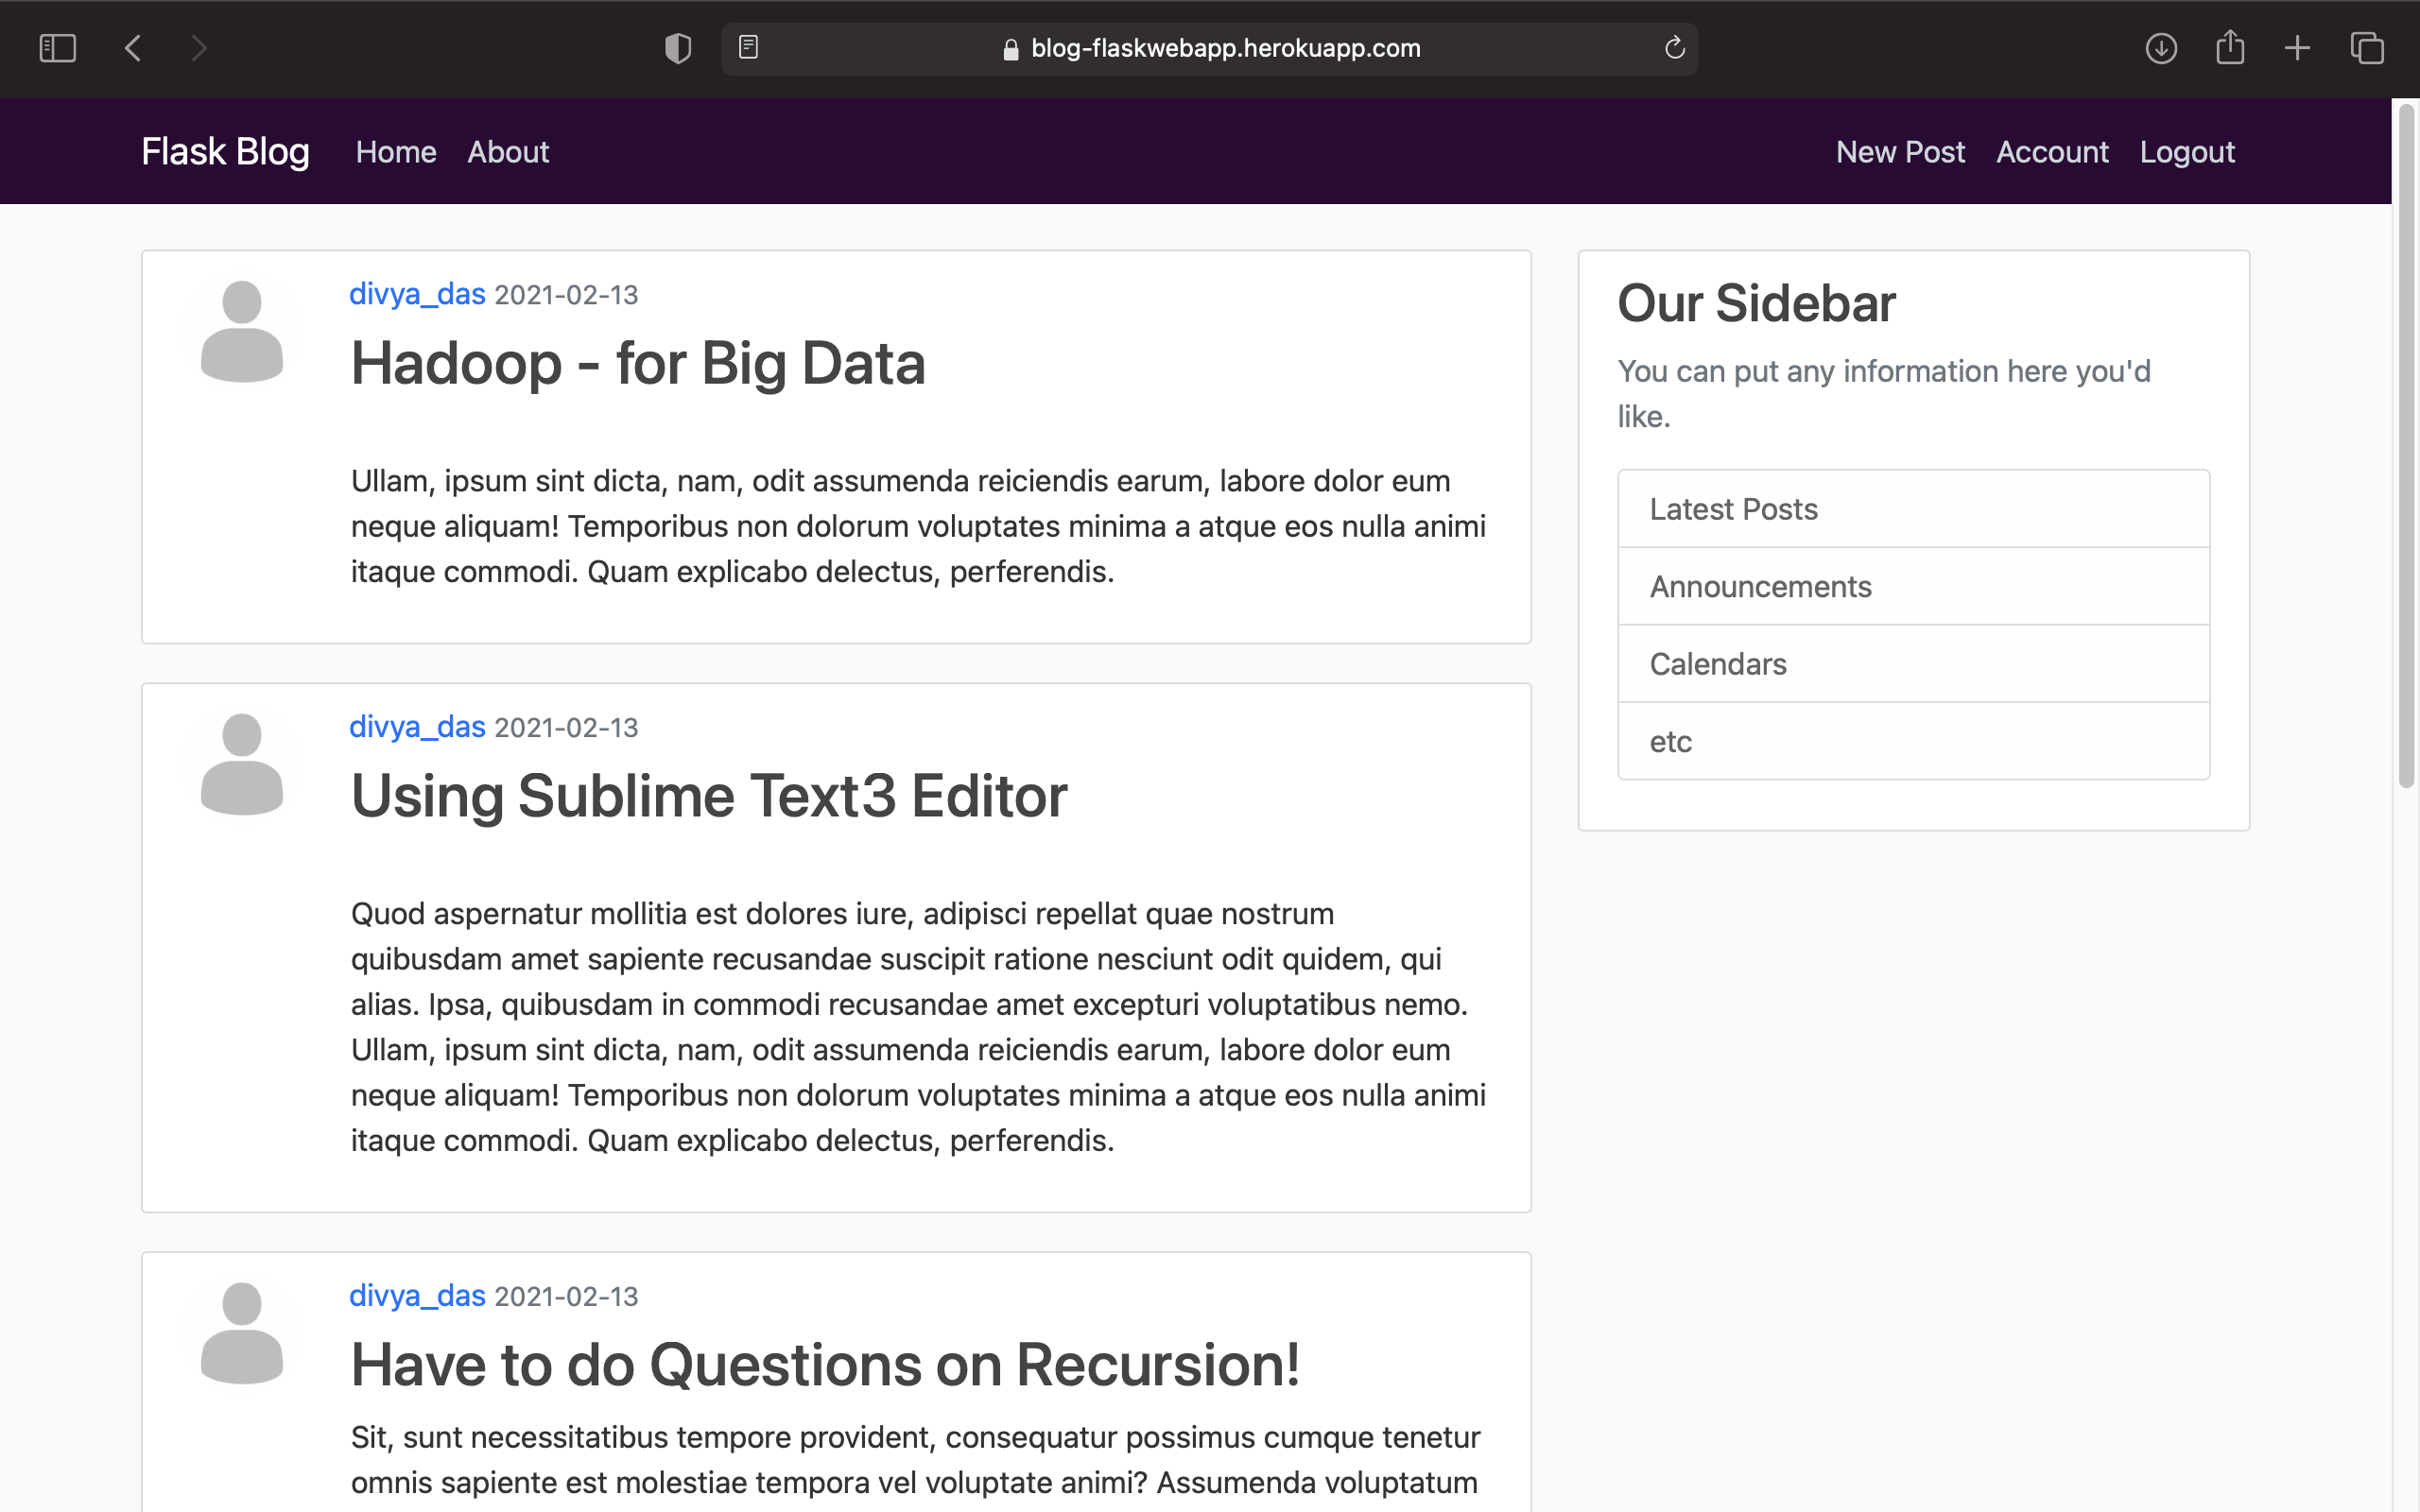 blog-flaskwebapp.herokuapp.com
Flask Blog Home About New Post Account Logout
divya_das 2021-02-13
Hadoop - for Big Data
Ullam, ipsum sint dicta, nam, odit assumenda reiciendis earum, labore dolor eum
neque aliquam! Temporibus non dolorum voluptates minima a atque eos nulla animi
itaque commodi. Quam explicabo delectus, perferendis.
divya_das 2021-02-13
Using Sublime Text3 Editor
Quod aspernatur mollitia est dolores iure, adipisci repellat quae nostrum
quibusdam amet sapiente recusandae suscipit ratione nesciunt odit quidem, qui
alias. Ipsa, quibusdam in commodi recusandae amet excepturi voluptatibus nemo.
Ullam, ipsum sint dicta, nam, odit assumenda reiciendis earum, labore dolor eum
neque aliquam! Temporibus non dolorum voluptates minima a atque eos nulla animi
itaque commodi. Quam explicabo delectus, perferendis.
divya_das 2021-02-13
Have to do Questions on Recursion!
Sit, sunt necessitatibus tempore provident, consequatur possimus cumque tenetur
omnis sapiente est molestiae tempora vel voluptate animi? Assumenda voluptatum
Our Sidebar
You can put any information here you'd
like.
Latest Posts
Announcements
Calendars
etc